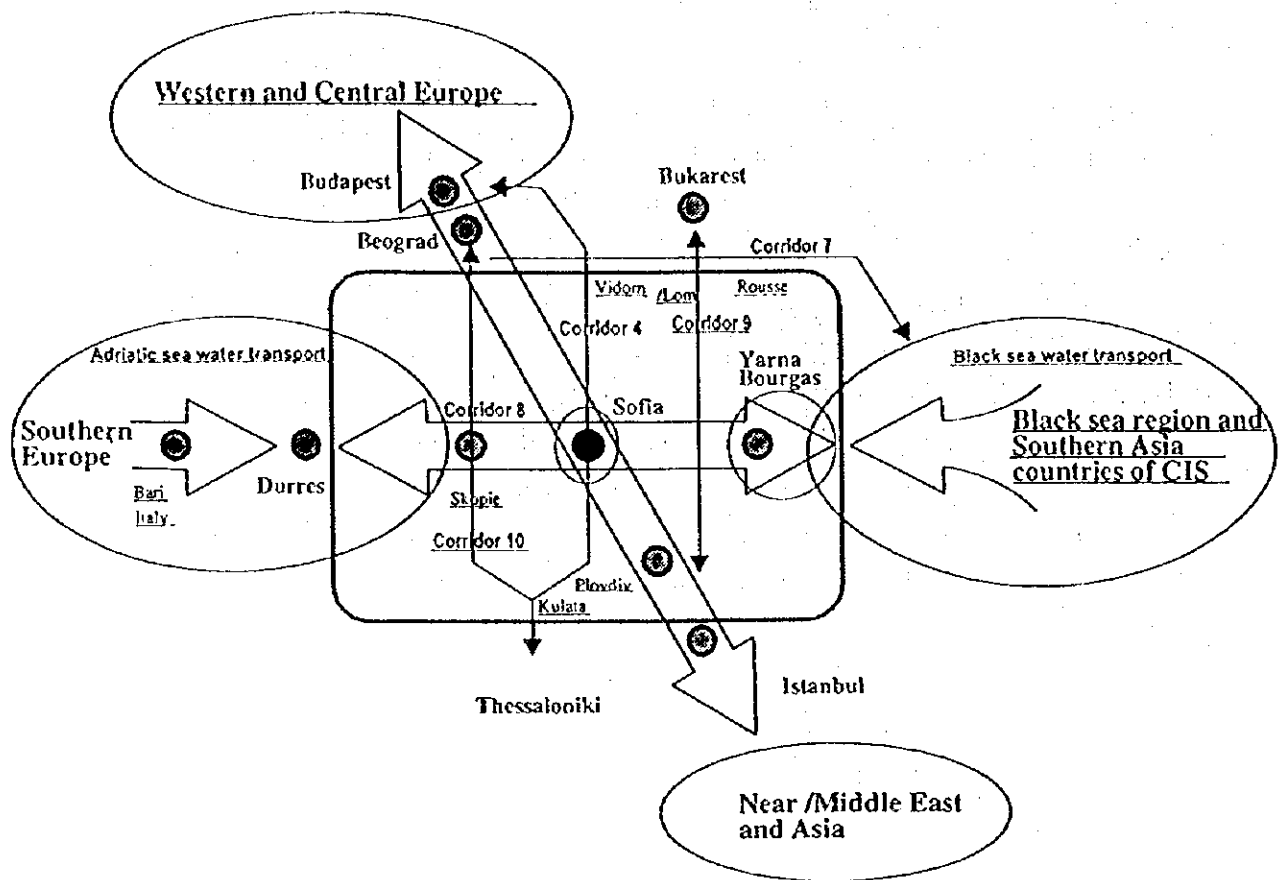 Western and Central Europe
Budapest
Bukarest
Beograd
Corridor 7
Vidom
/Lom
Rousse
Corridor 4
Corridor 9
Adriatic sea water transport
Yarna
Bourgas
Black sea water transport
Corridor 8
Sofia
Southern
Europe
Black sea region and
Southern Asia
countries of CIS
Durres
Bari
Italy
Skopie
Corridor 10
Plovdiv
Kulata
Thessaloniki
Istanbul
Near /Middle East
and Asia